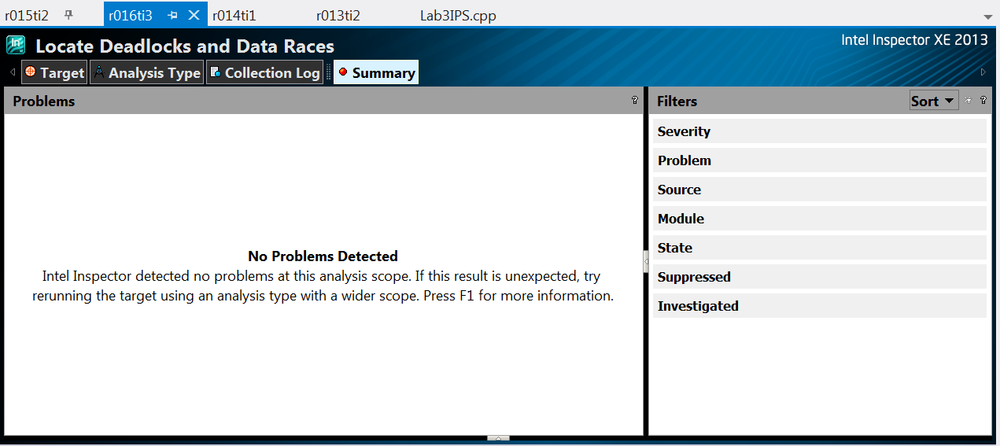 r015ti2 r016ti3 r014ti1 r013ti2 Lab3IPS.cpp
Locate Deadlocks and Data Races
Intel Inspector XE 2013
Target Analysis Type Collection Log Summary
Problems ?
No Problems Detected
Intel Inspector detected no problems at this analysis scope. If this result is unexpected, try
rerunning the target using an analysis type with a wider scope. Press F1 for more information.
Filters Sort ?
Severity
Problem
Source
Module
State
Suppressed
Investigated